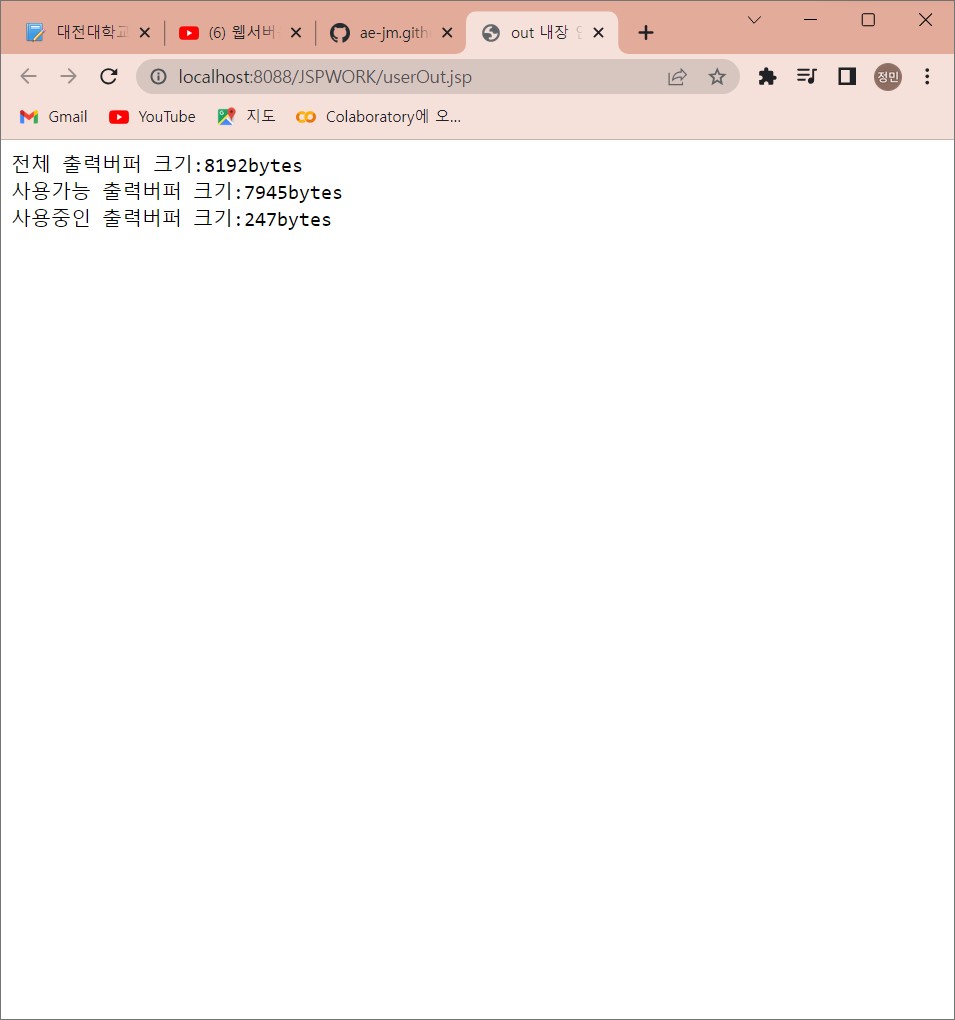 대전대학교
(6) 웹서버
ae-jm.gith
out 내장
localhost:8088/JSPWORK/userOut.jsp
정민
Gmail
YouTube
지도
Colaboratory에 오...
전체 출력버퍼 크기:8192bytes
사용가능 출력버퍼 크기:7945bytes
사용중인 출력버퍼 크기:247bytes